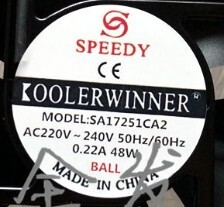 SPEEDY
CE
KOOLERWINNER
MODEL:SA17251CA2
AC220V~240V 50Hz/60Hz
0.22A 48W
BALL
MADE IN CHINA